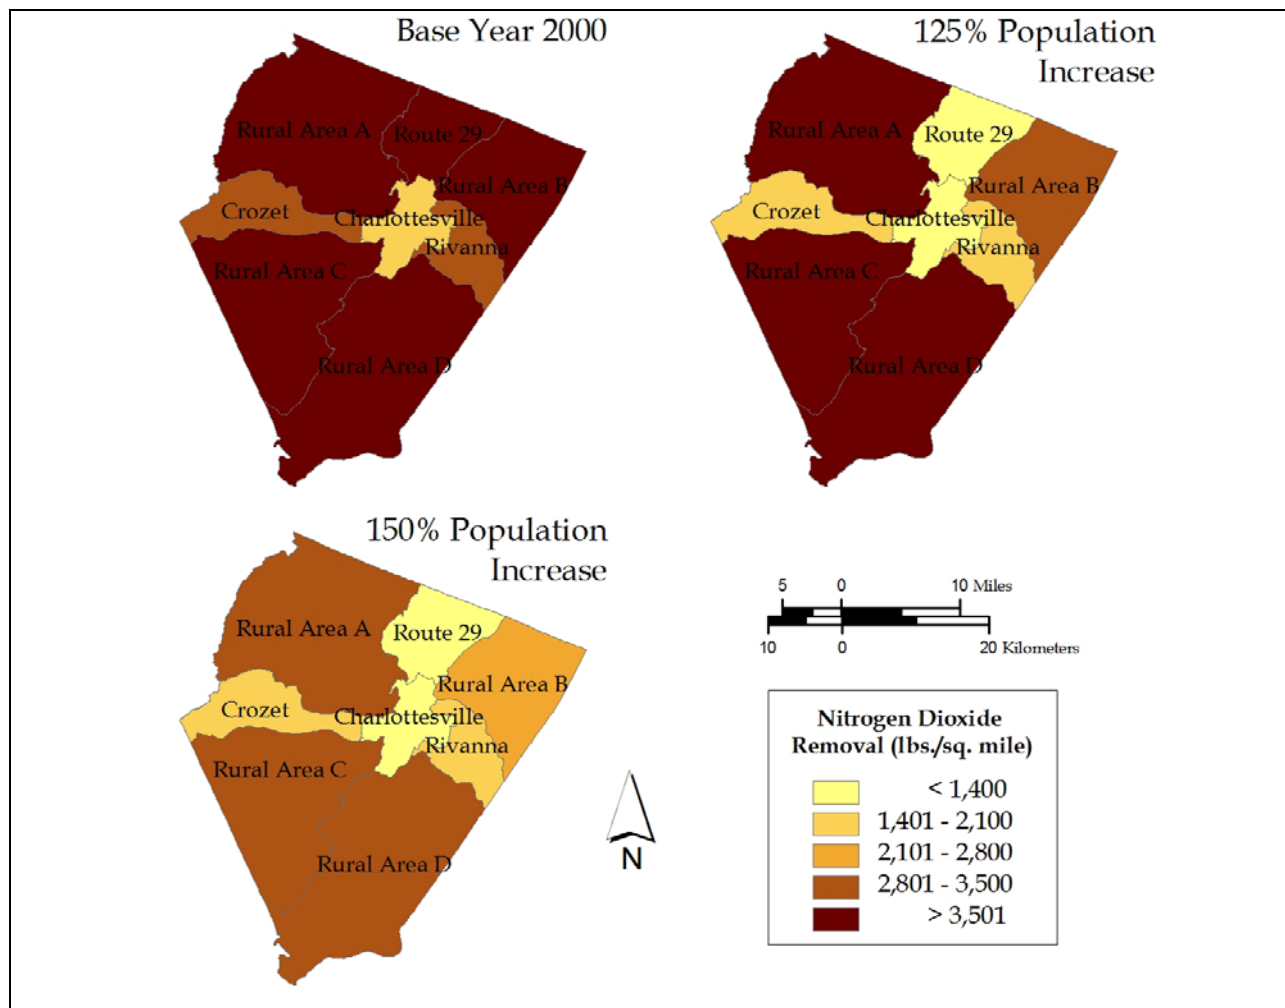 Base Year 2000
Rural Area A
Route 29
Rural Area B
Crozet
Charlottesville
Rivanna
Rural Area C
Rural Area D
125% Population
Increase
Rural Area A
Route 29
Rural Area B
Crozet
Charlottesville
Rivanna
Rural Area C
Rural Area D
150% Population
Increase
Rural Area A
Route 29
Rural Area B
Crozet
Charlottesville
Rivanna
Rural Area C
Rural Area D
5 0 10 Miles
10 0 20 Kilometers
N
Nitrogen Dioxide
Removal (lbs./sq. mile)
< 1,400
1,401 - 2,100
2,101 - 2,800
2,801 - 3,500
> 3,501